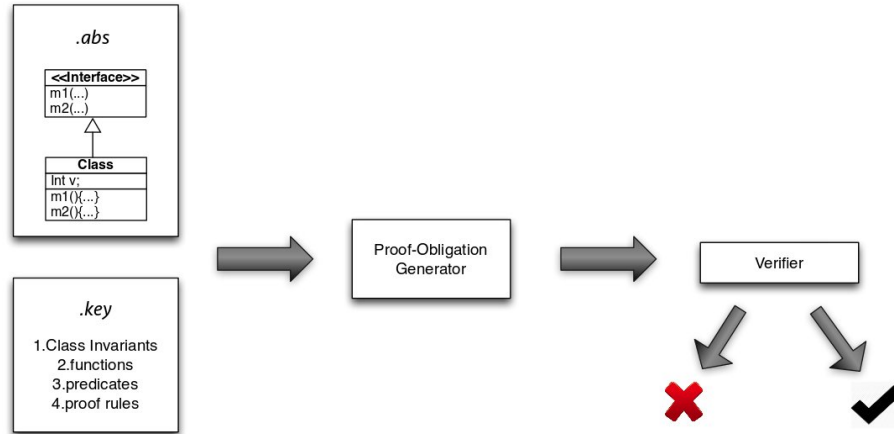 .abs
<<Interface>>
m1(...)
m2(...)
Class
Int v;
m1(){...}
m2(){...}
.key
1.Class Invariants
2.functions
3.predicates
4.proof rules
Proof-Obligation
Generator
Verifier